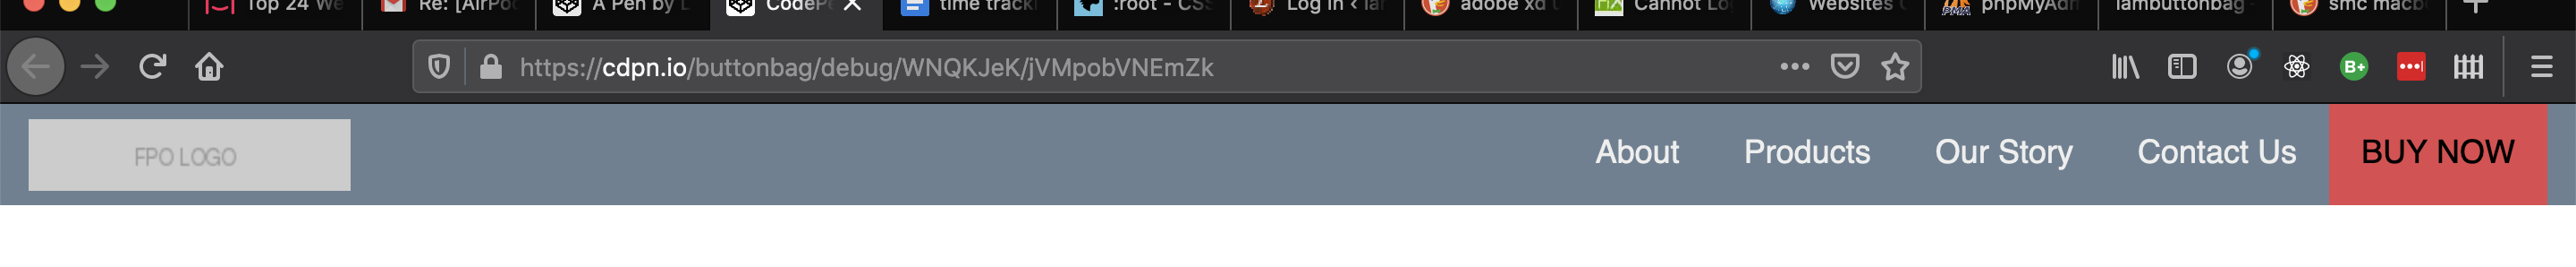 Top 24 We
Re: [AirPo
A Pen by
CodePe
time track
:root - CSS
Log In ‹ Iar
adobe xd
Cannot Lo
Websites
phpMyAdm
iambuttonbag
smc macb
https://cdpn.io/buttonbag/debug/WNQKJeK/jVMpobVNEmZk
B+
FPO LOGO
About
Products
Our Story
Contact Us
BUY NOW